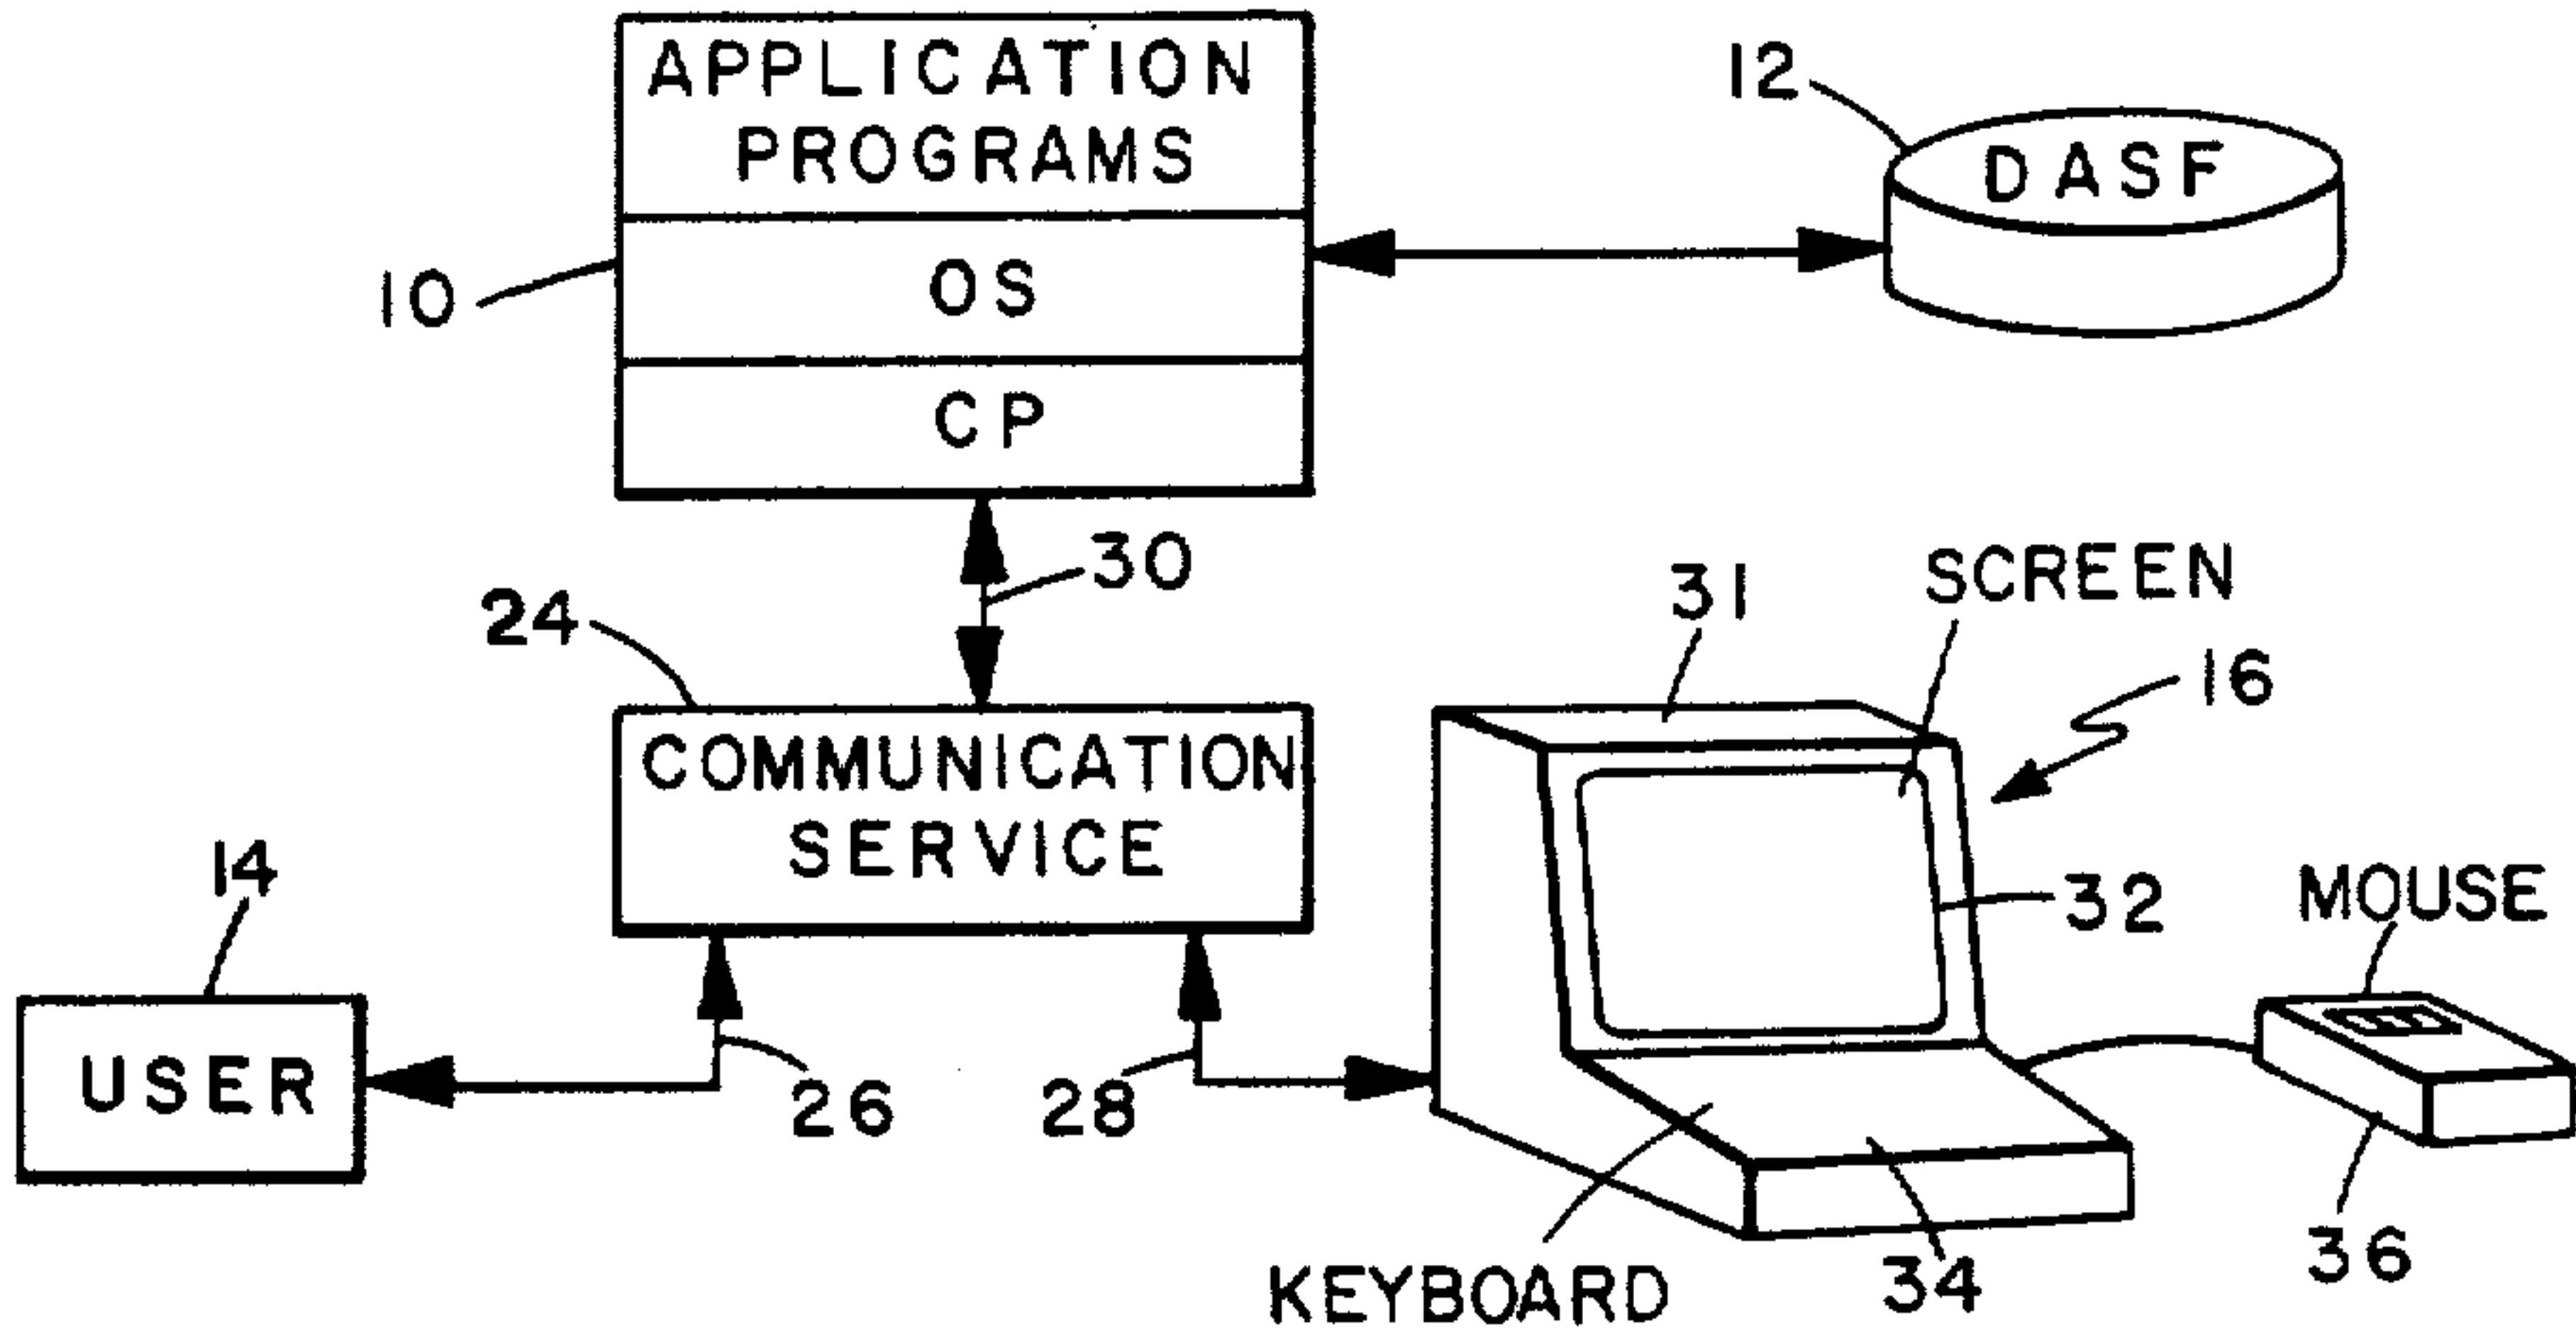 APPLICATION
PROGRAMS
12
DASF
10
OS
CP
30
24
31
SCREEN
16
COMMUNICATION
SERVICE
14
32
MOUSE
USER
26
28
36
KEYBOARD
34